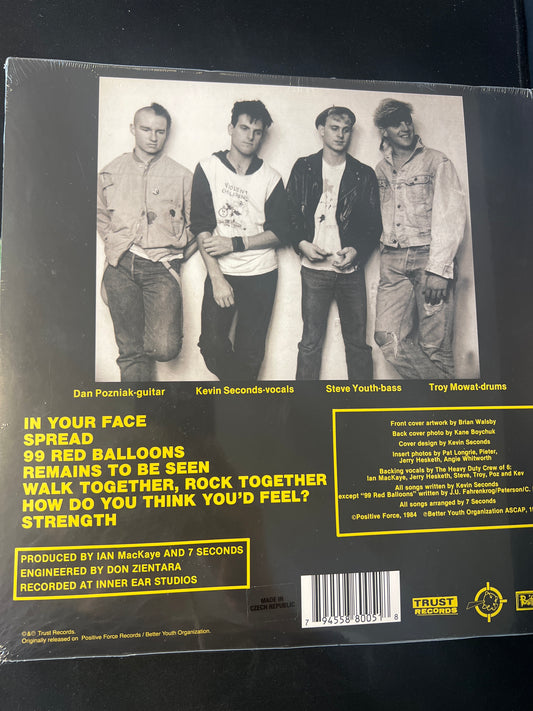 VIOLENT
CHILDREN
Dan Pozniak-guitar
Kevin Seconds-vocals
Steve Youth-bass
Troy Mowat-drums
IN YOUR FACE
SPREAD
99 RED BALLOONS
REMAINS TO BE SEEN
WALK TOGETHER, ROCK TOGETHER
HOW DO YOU THINK YOU'D FEEL?
STRENGTH
PRODUCED BY IAN MacKAYE AND 7 SECONDS
ENGINEERED BY DON ZIENTARA
RECORDED AT INNER EAR STUDIOS
Front cover artwork by Brian Walsby
Back cover photo by Kane Boychuk
Cover design by Kevin Seconds
Insert photos by Pat Longrie, Pieter,
Jerry Hesketh, Angie Whitworth
Backing vocals by The Heavy Duty Crew of 6:
Ian MacKaye, Jerry Hesketh, Steve, Troy, Poz and Kev
All songs written by Kevin Seconds
except "99 Red Balloons" written by J.U. Fahrenkrog/Peterson/C.
All songs arranged by 7 Seconds
©Positive Force, 1984 ℗Better Youth Organization ASCAP, 1
©&℗ Trust Records.
Originally released on Positive Force Records / Better Youth Organization.
MADE IN
CZECH REPUBLIC
7 94558 80051 8
TRUST
RECORDS